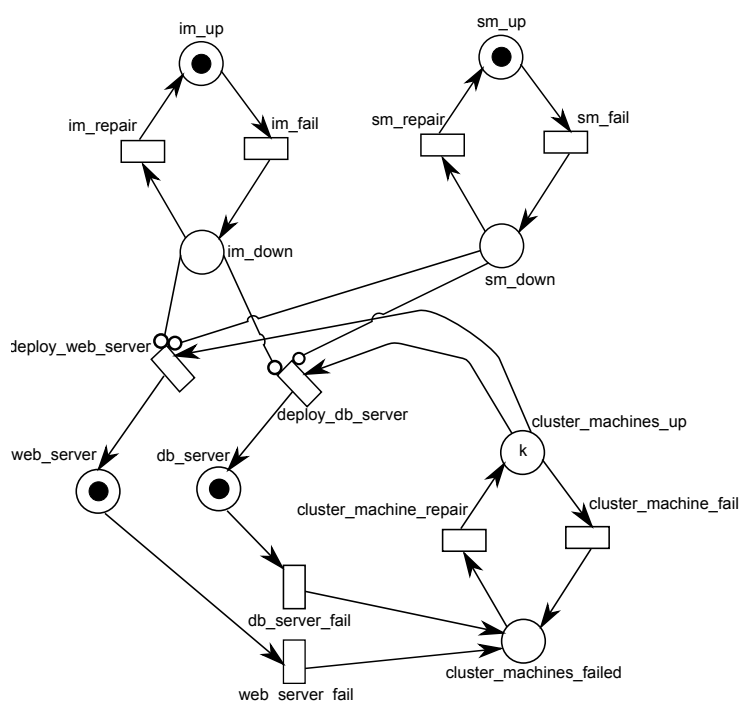 im_up
sm_up
im_repair
im_fail
sm_repair
sm_fail
im_down
sm_down
deploy_web_server
deploy_db_server
cluster_machines_up
web_server
db_server
k
cluster_machine_repair
cluster_machine_fail
db_server_fail
cluster_machines_failed
web_server_fail